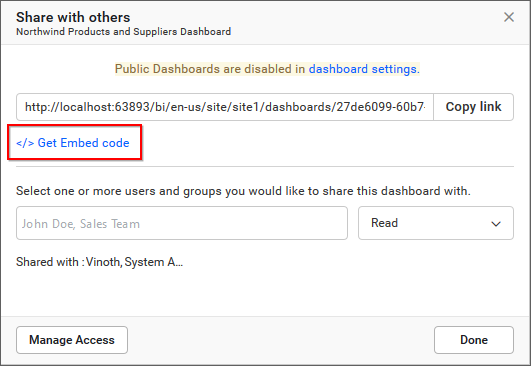 Share with others
Northwind Products and Suppliers Dashboard
Public Dashboards are disabled in dashboard settings.
http://localhost:63893/bi/en-us/site/site1/dashboards/27de6099-60b7- Copy link
</> Get Embed code
Select one or more users and groups you would like to share this dashboard with.
John Doe, Sales Team Read
Shared with : Vinoth, System A...
Manage Access Done